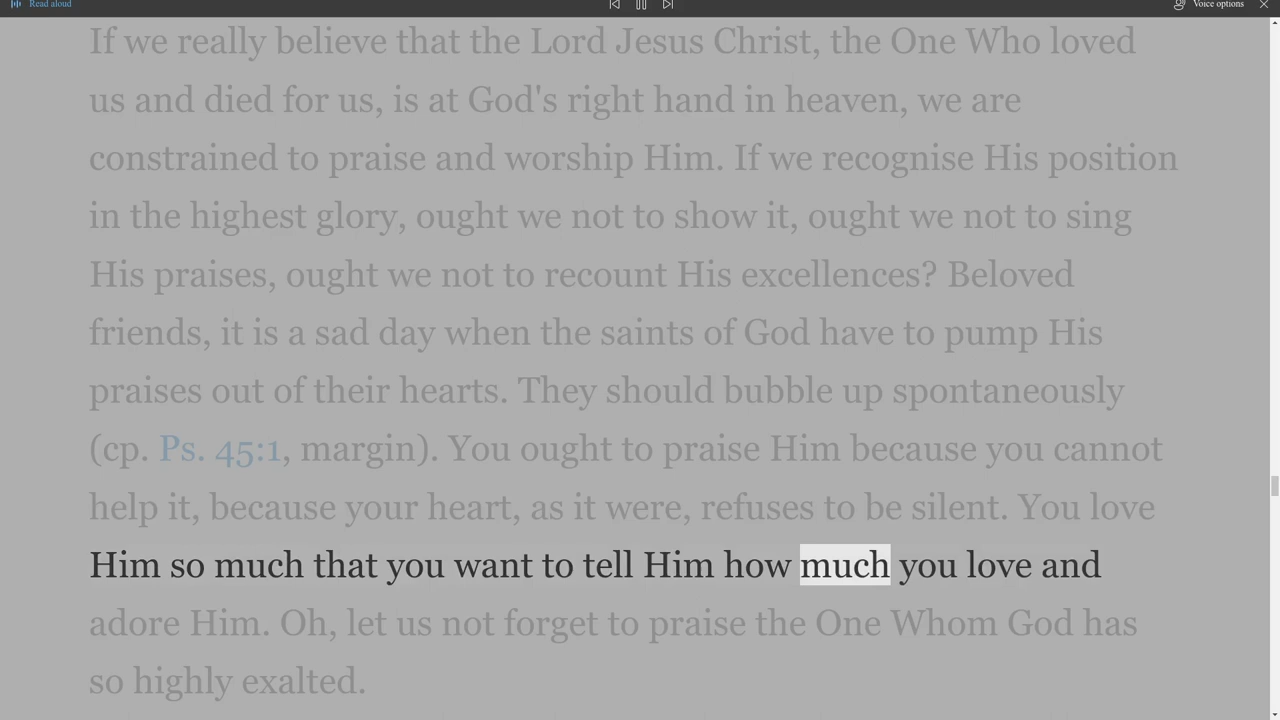 Read aloud
Voice options
If we really believe that the Lord Jesus Christ, the One Who loved
us and died for us, is at God's right hand in heaven, we are
constrained to praise and worship Him. If we recognise His position
in the highest glory, ought we not to show it, ought we not to sing
His praises, ought we not to recount His excellences? Beloved
friends, it is a sad day when the saints of God have to pump His
praises out of their hearts. They should bubble up spontaneously
(cp. Ps. 45:1, margin). You ought to praise Him because you cannot
help it, because your heart, as it were, refuses to be silent. You love
Him so much that you want to tell Him how much you love and
adore Him. Oh, let us not forget to praise the One Whom God has
so highly exalted.